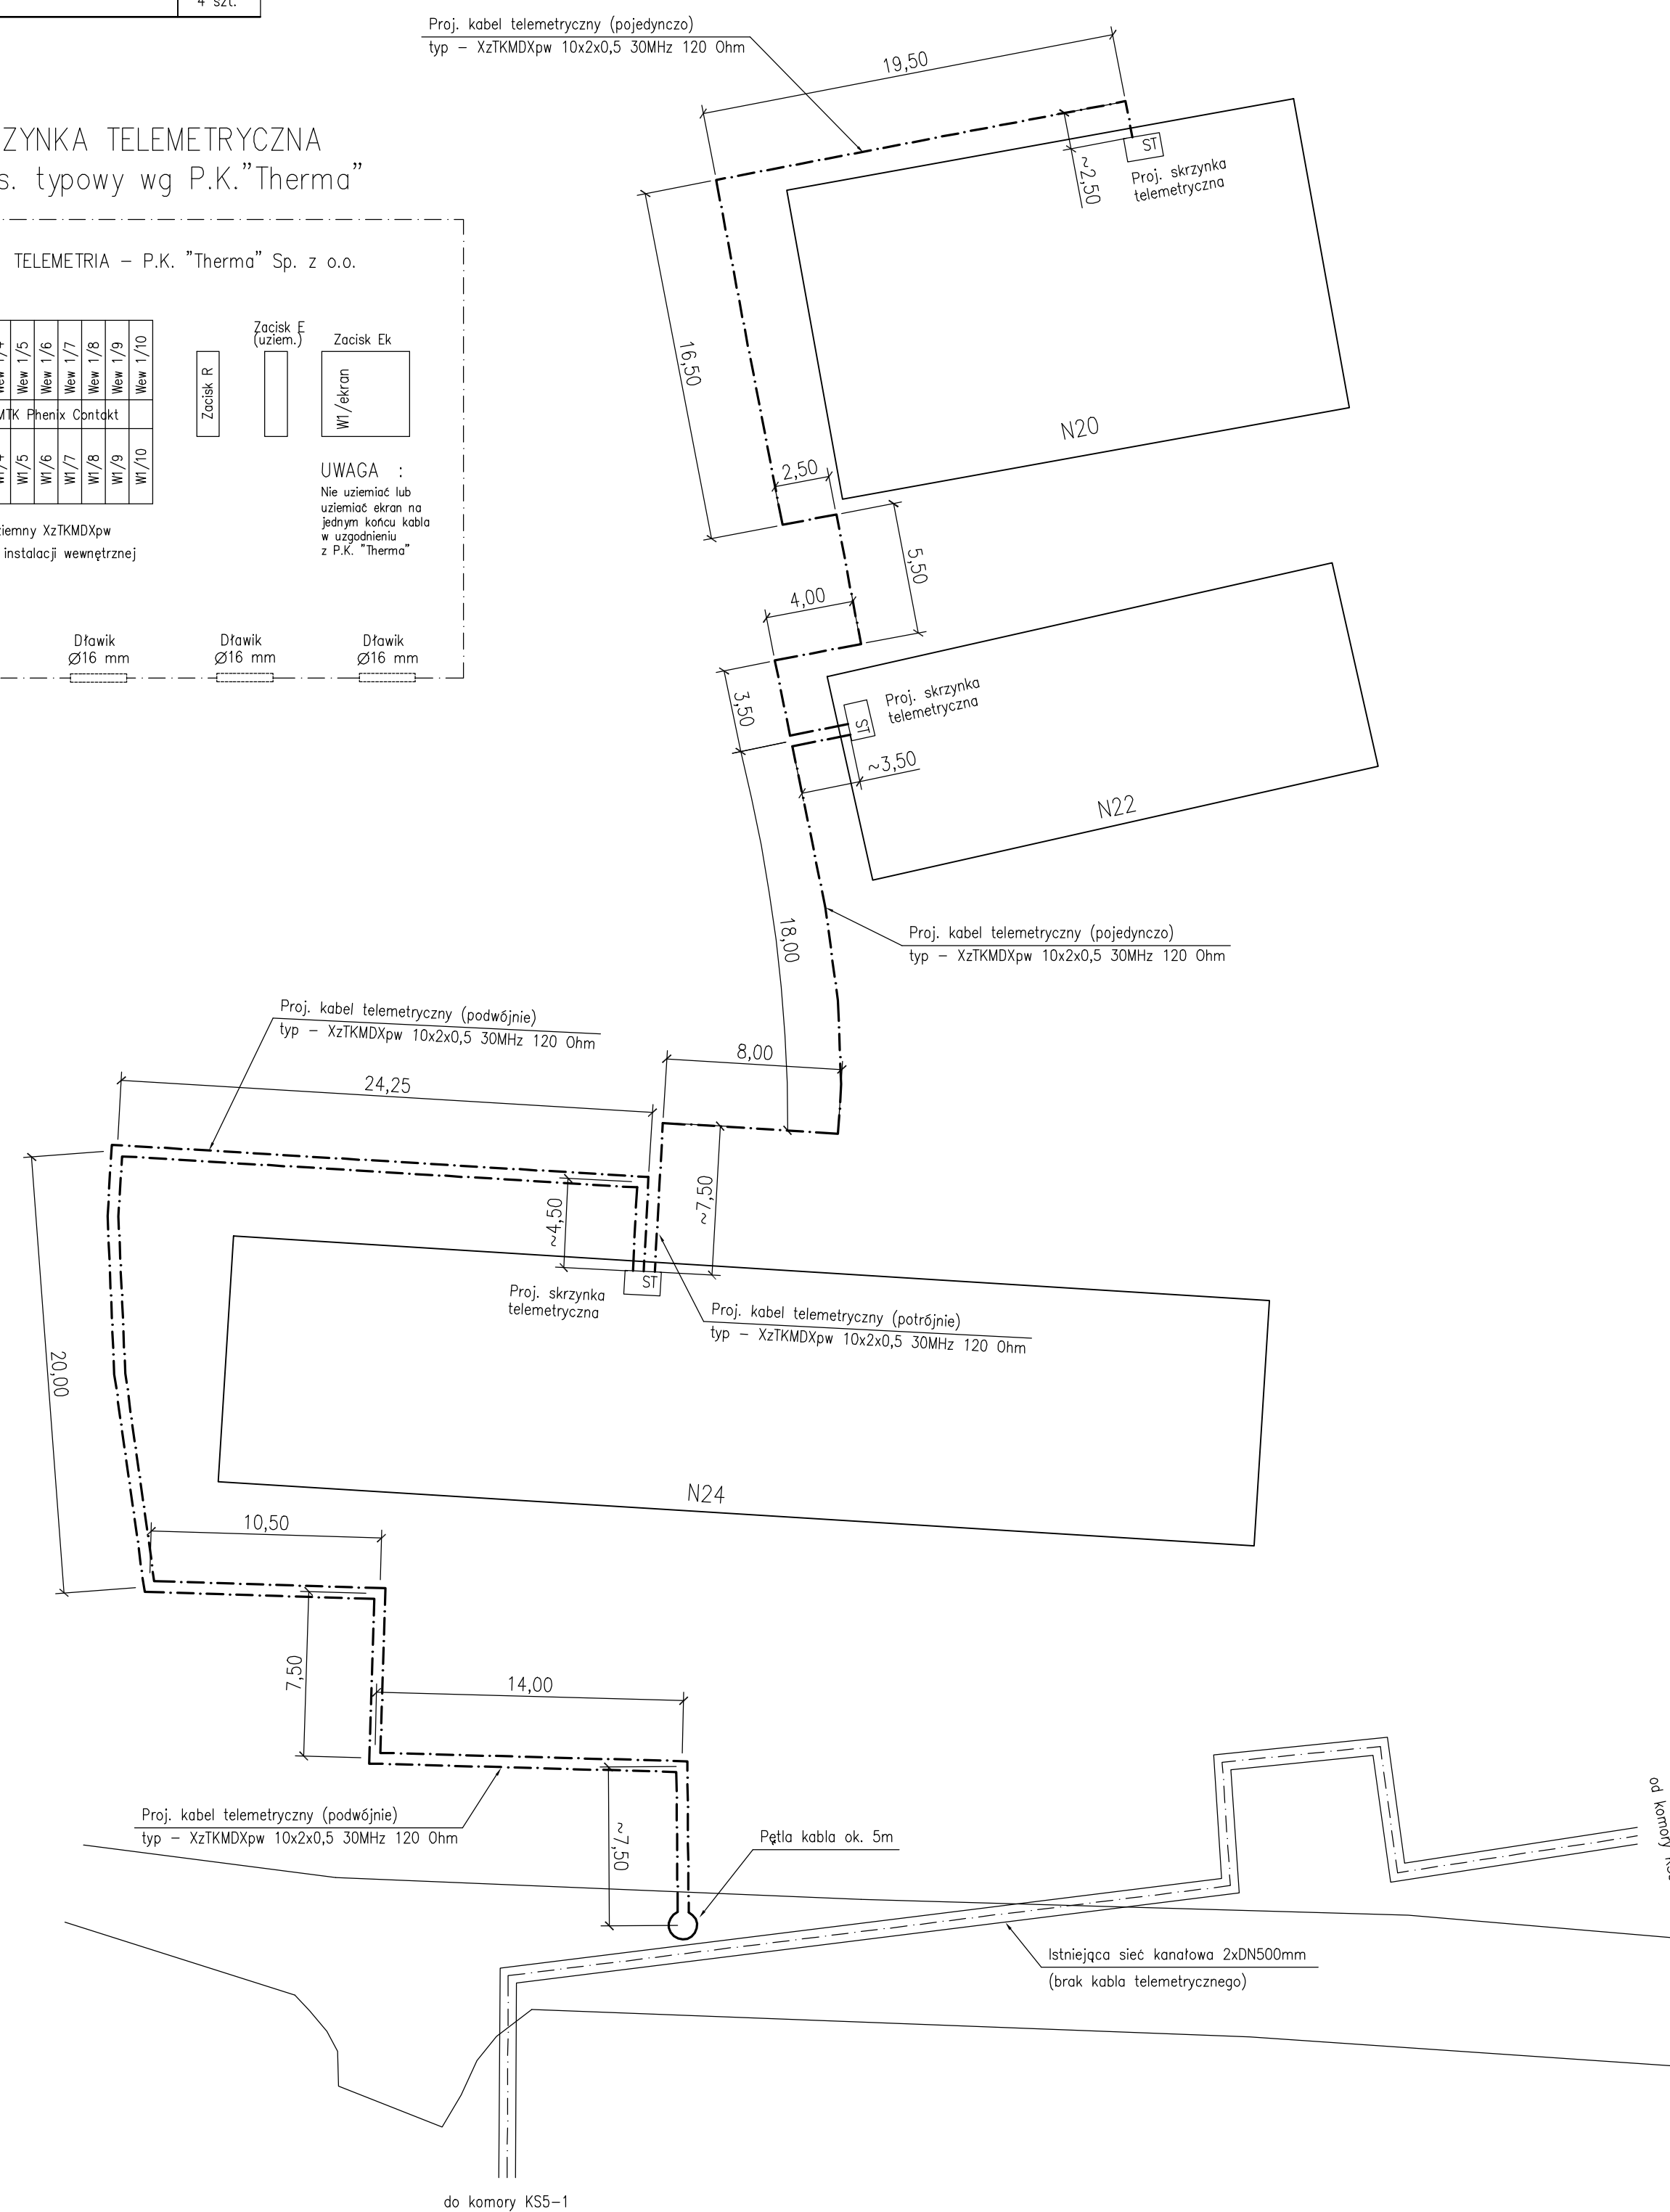 4 szt.
Proj. kabel telemetryczny (pojedynczo)
typ - XzTKMDXpw 10x2x0,5 30MHz 120 Ohm
19,50
ZYNKA TELEMETRYCZNA
s. typowy wg P.K."Therma"
ST
~2,50
Proj. skrzynka
telemetryczna
TELEMETRIA - P.K. "Therma" Sp. z o.o.
Wew 1/4
Wew 1/5
Wew 1/6
Wew 1/7
Wew 1/8
Wew 1/9
Wew 1/10
MTK Phenix Contakt
W1/4
W1/5
W1/6
W1/7
W1/8
W1/9
W1/10
Zacisk R
Zacisk E
(uziem.)
Zacisk Ek
W1/ekran
UWAGA :
Nie uziemiać lub
uziemiać ekran na
jednym końcu kabla
w uzgodnieniu
z P.K. "Therma"
ziemny XzTKMDXpw
instalacji wewnętrznej
Dławik
Ø16 mm
Dławik
Ø16 mm
Dławik
Ø16 mm
16,50
N20
2,50
5,50
4,00
3,50
ST
Proj. skrzynka
telemetryczna
~3,50
N22
18,00
Proj. kabel telemetryczny (pojedynczo)
typ - XzTKMDXpw 10x2x0,5 30MHz 120 Ohm
Proj. kabel telemetryczny (podwójnie)
typ - XzTKMDXpw 10x2x0,5 30MHz 120 Ohm
8,00
24,25
~4,50
~7,50
ST
Proj. skrzynka
telemetryczna
Proj. kabel telemetryczny (potrójnie)
typ - XzTKMDXpw 10x2x0,5 30MHz 120 Ohm
20,00
N24
10,50
7,50
14,00
Proj. kabel telemetryczny (podwójnie)
typ - XzTKMDXpw 10x2x0,5 30MHz 120 Ohm
~7,50
Pętla kabla ok. 5m
od komory
Istniejąca sieć kanałowa 2xDN500mm
(brak kabla telemetrycznego)
do komory KS5-1